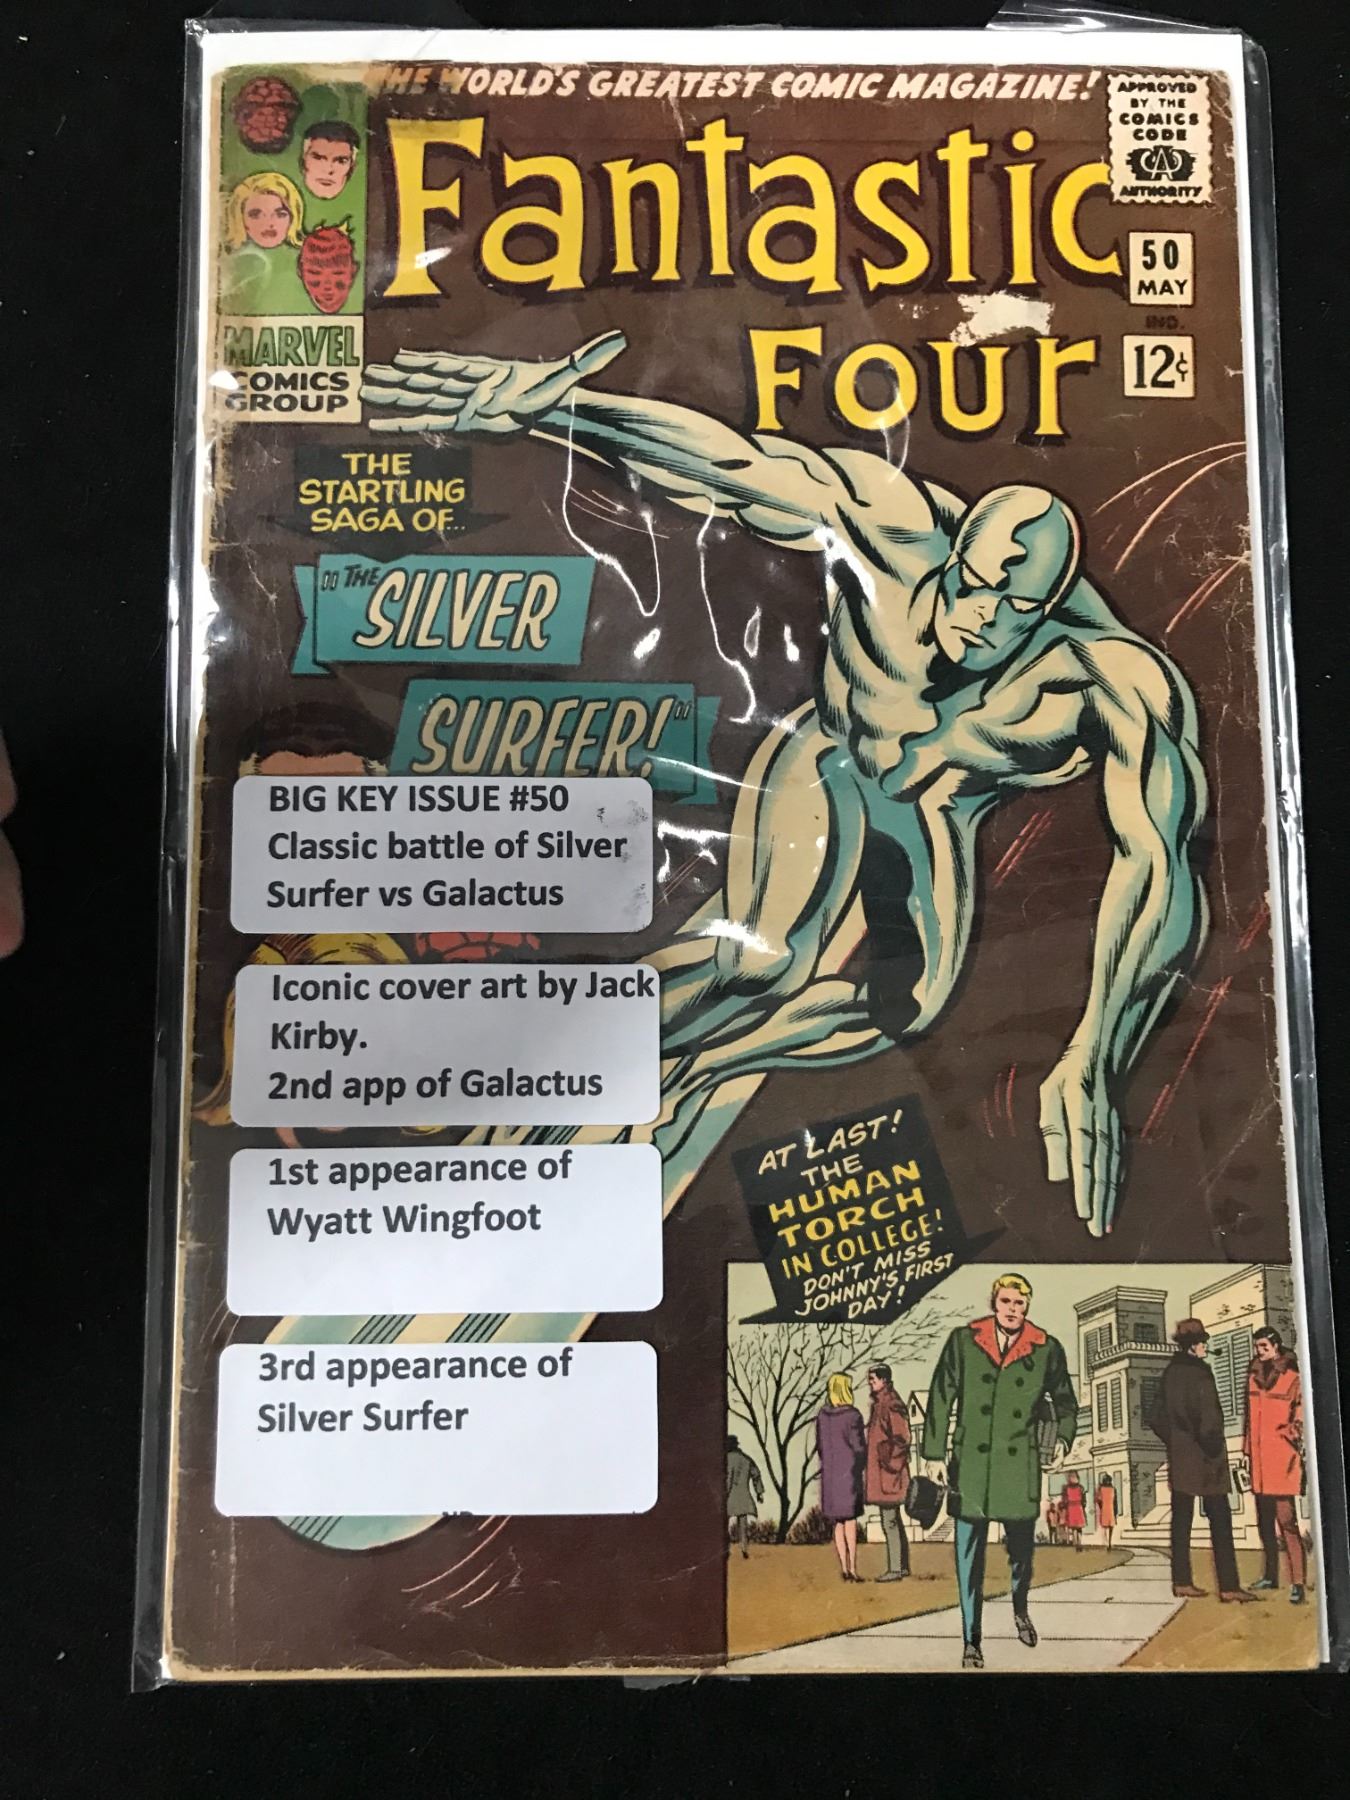 THE WORLD'S GREATEST COMIC MAGAZINE!
APPROVED
BY THE
COMICS
CODE
CA
AUTHORITY
Fantastic
Four
50
MAY
IND.
12¢
MARVEL
COMICS
GROUP
THE
STARTLING
SAGA OF...
"THE SILVER
SURFER!"
BIG KEY ISSUE #50
Classic battle of Silver
Surfer vs Galactus
Iconic cover art by Jack
Kirby.
2nd app of Galactus
1st appearance of
Wyatt Wingfoot
3rd appearance of
Silver Surfer
AT LAST!
THE
HUMAN
TORCH
IN COLLEGE!
DON'T MISS
JOHNNY'S FIRST
DAY!